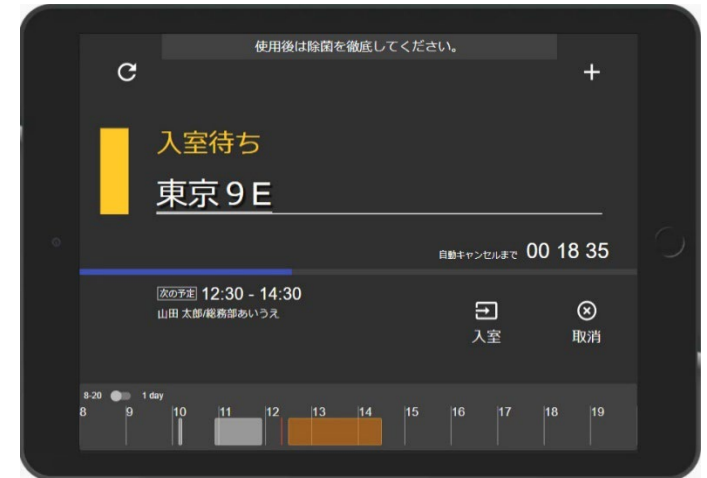 使用後は除菌を徹底してください。
入室待ち
東京９Ｅ
自動キャンセルまで 00 18 35
次の予定 12:30 - 14:30
山田 太郎/総務部あいうえ
入室 取消
8-20 1 day
8 9 10 11 12 13 14 15 16 17 18 19